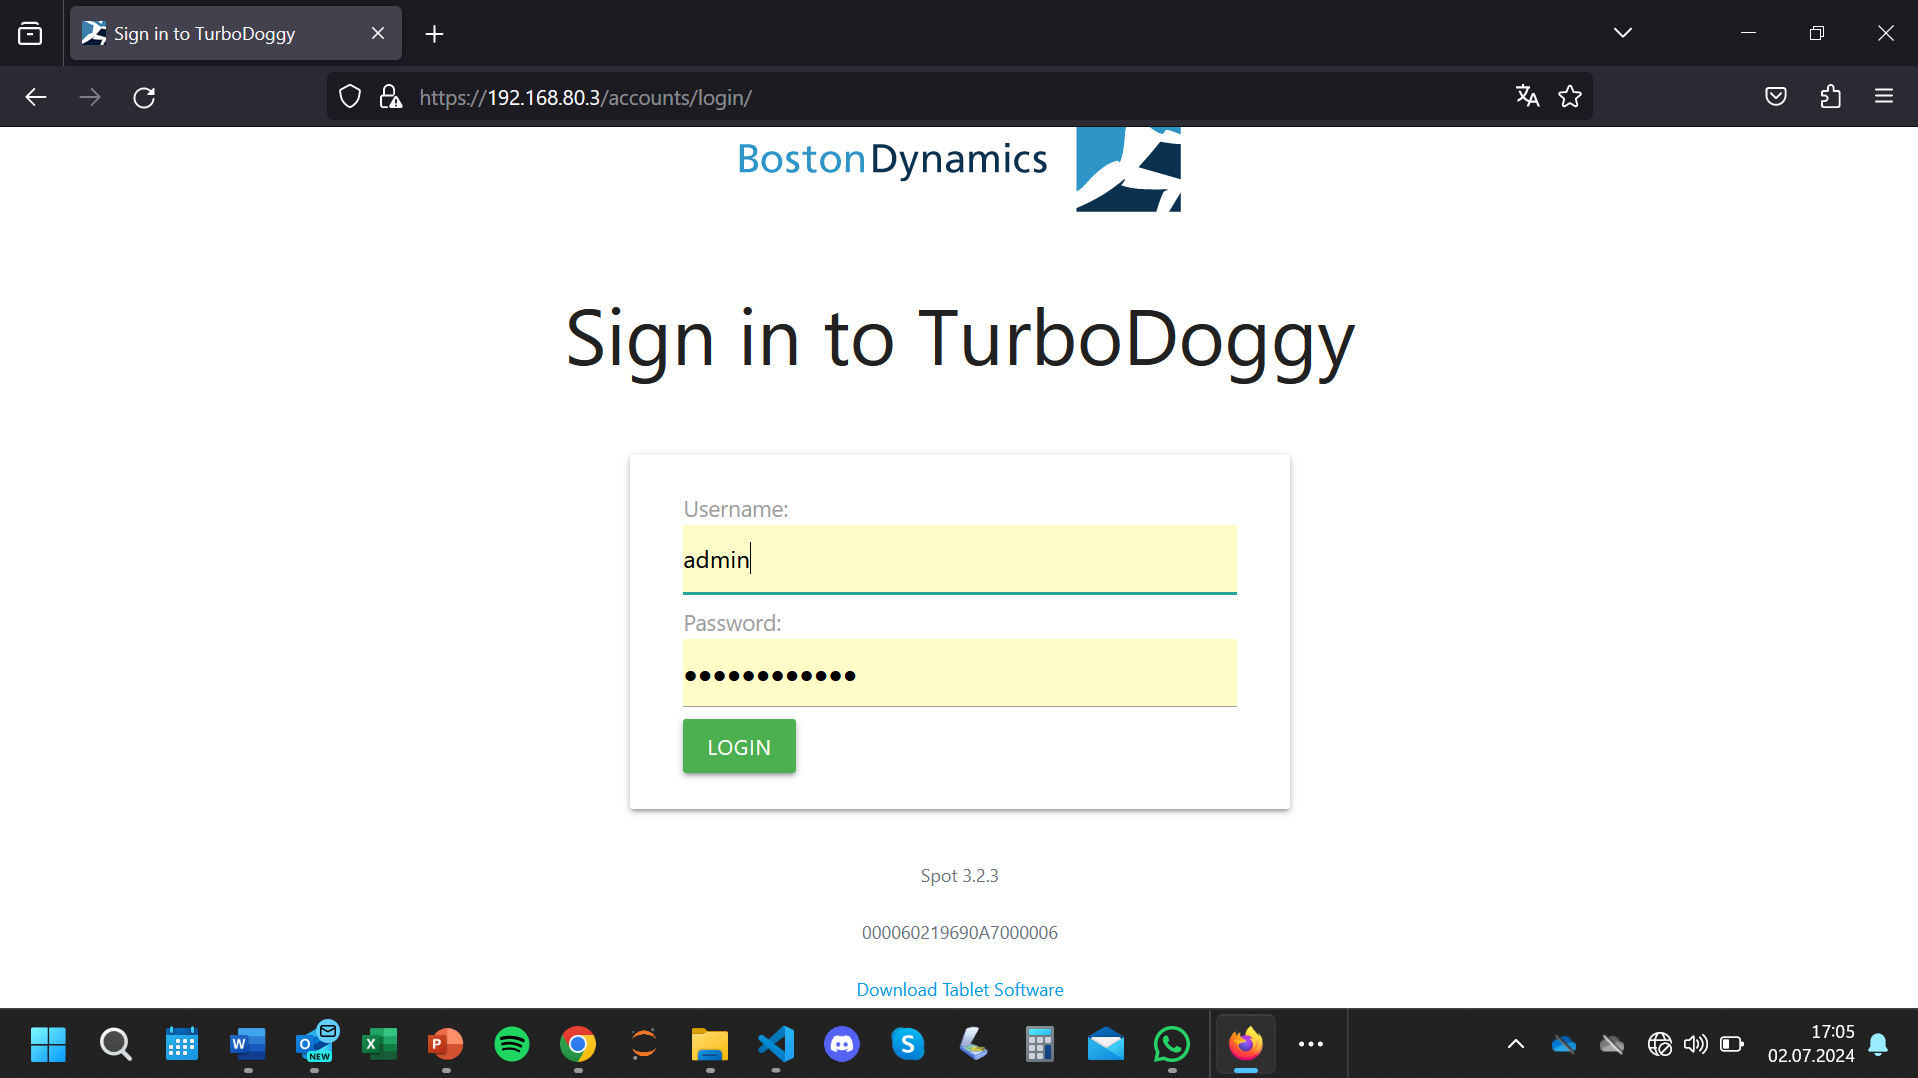 Sign in to TurboDoggy
https://192.168.80.3/accounts/login/
BostonDynamics
Sign in to TurboDoggy
Username:
admin
Password:
••••••••••••
LOGIN
Spot 3.2.3
000060219690A7000006
Download Tablet Software
W
O
NEW
X
P
S
17:05
02.07.2024